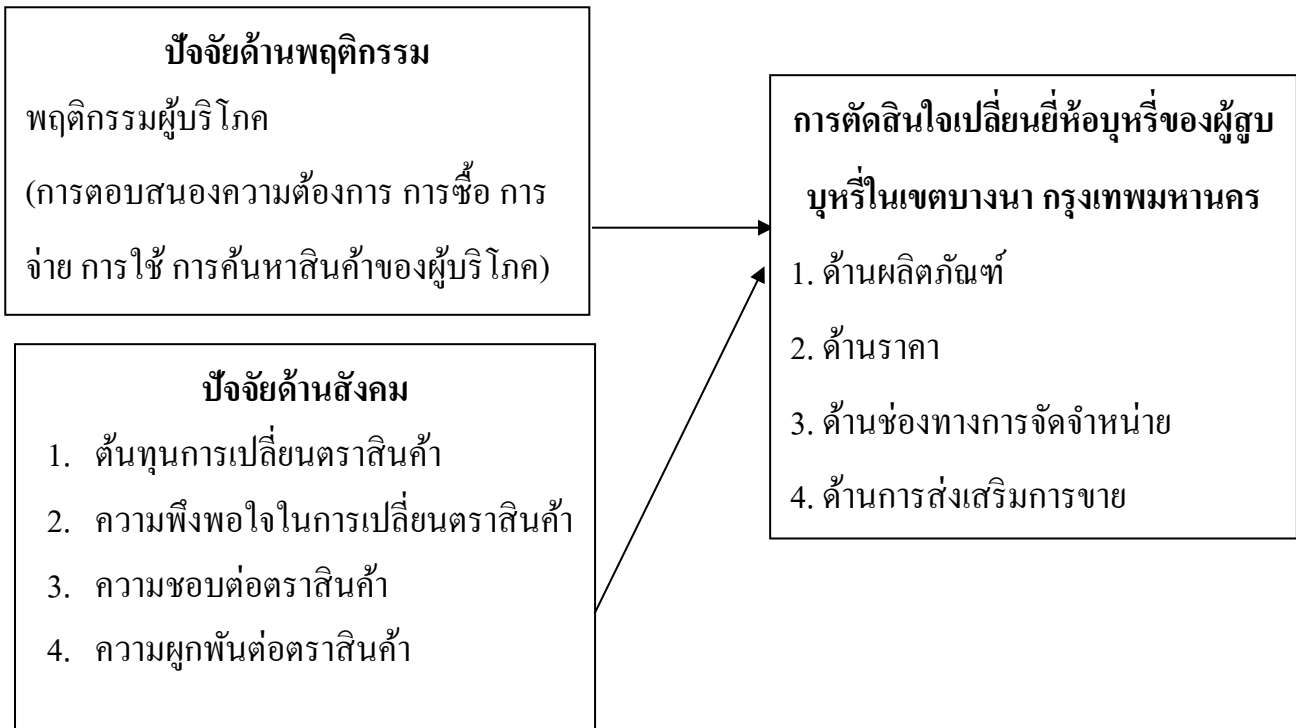 ปัจจัยด้านพฤติกรรม
พฤติกรรมผู้บริโภค
(การตอบสนองความต้องการ การซื้อ การ
จ่าย การใช้ การค้นหาสินค้าของผู้บริโภค)
ปัจจัยด้านสังคม
1. ต้นทุนการเปลี่ยนตราสินค้า
2. ความพึงพอใจในการเปลี่ยนตราสินค้า
3. ความชอบต่อตราสินค้า
4. ความผูกพันต่อตราสินค้า
การตัดสินใจเปลี่ยนยี่ห้อบุหรี่ของผู้สูบ
บุหรี่ในเขตบางนา กรุงเทพมหานคร
1. ด้านผลิตภัณฑ์
2. ด้านราคา
3. ด้านช่องทางการจัดจำหน่าย
4. ด้านการส่งเสริมการขาย